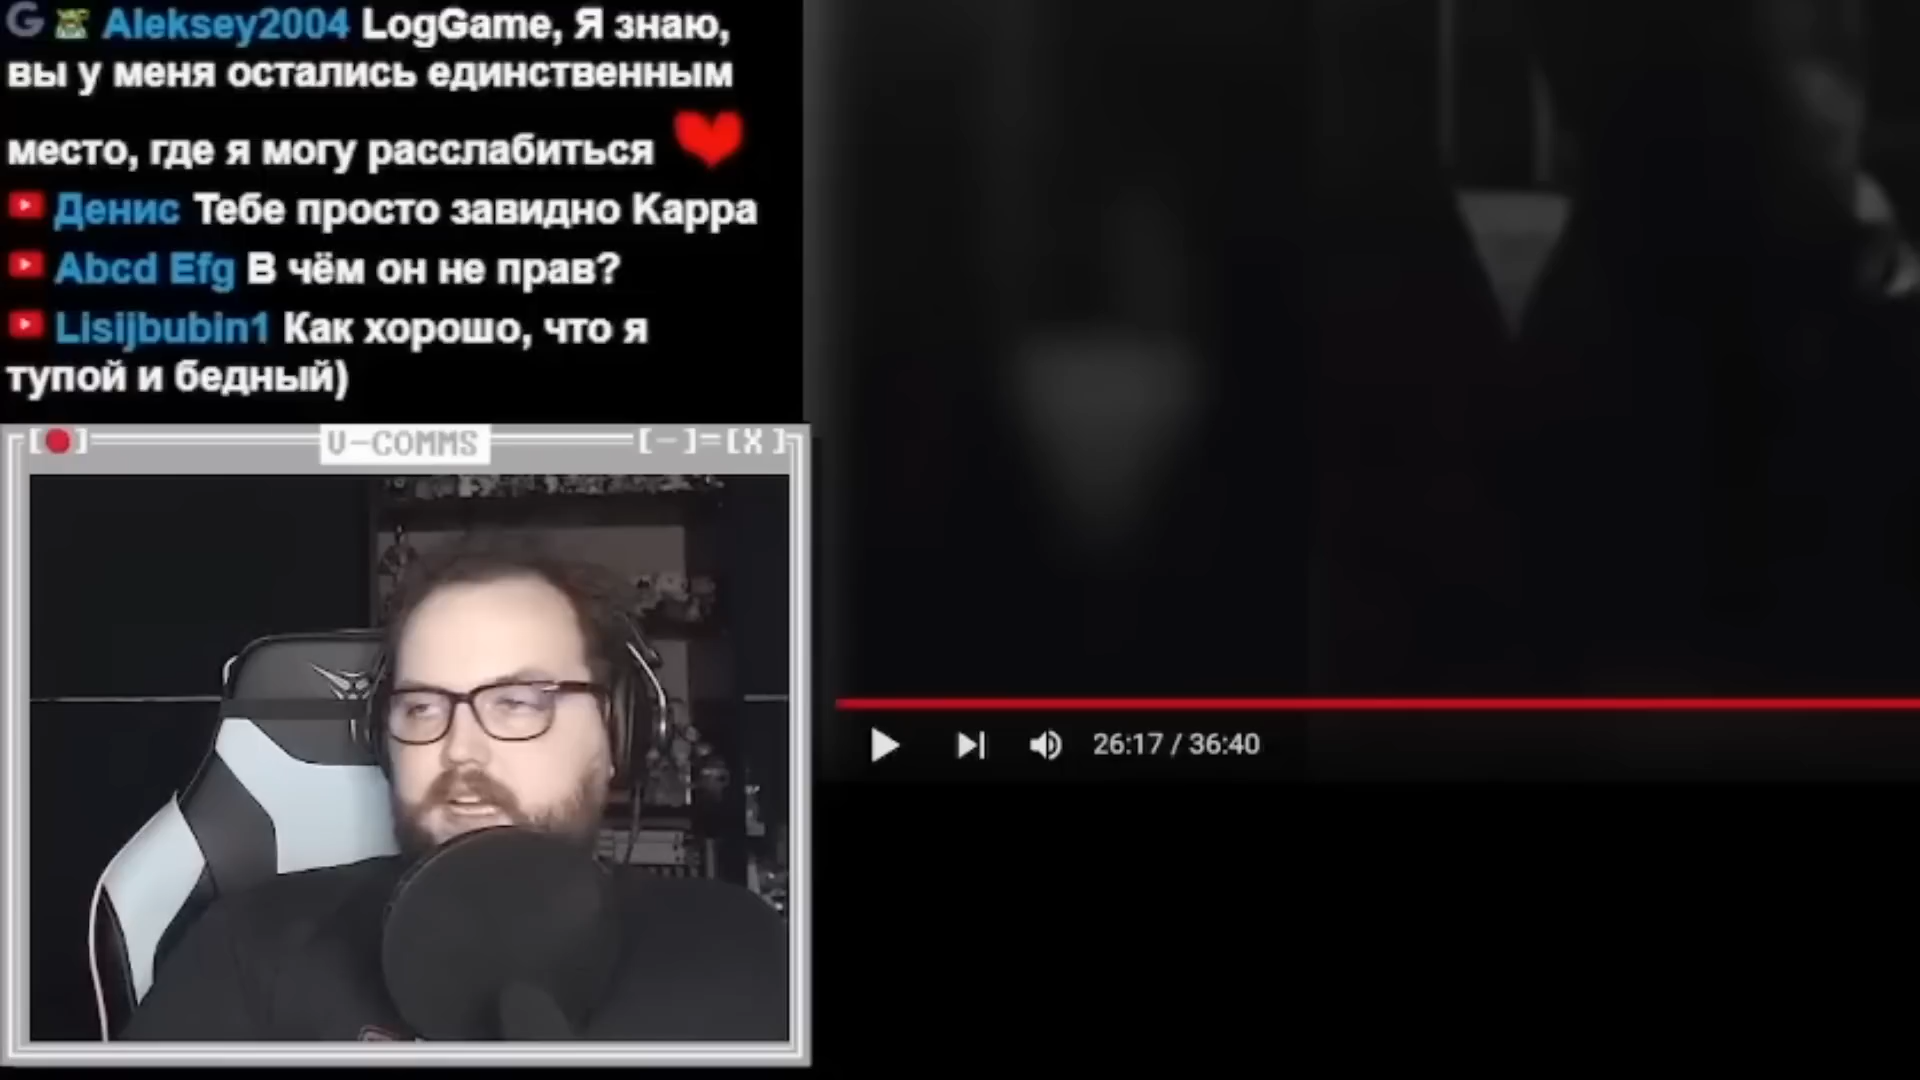 Aleksey2004 LogGame, Я знаю,
вы у меня остались единственным
место, где я могу расслабиться
Денис Тебе просто завидно Kappa
Abcd Efg В чём он не прав?
Lisijbubin1 Как хорошо, что я
тупой и бедный)
V-COMMS
26:17 / 36:40